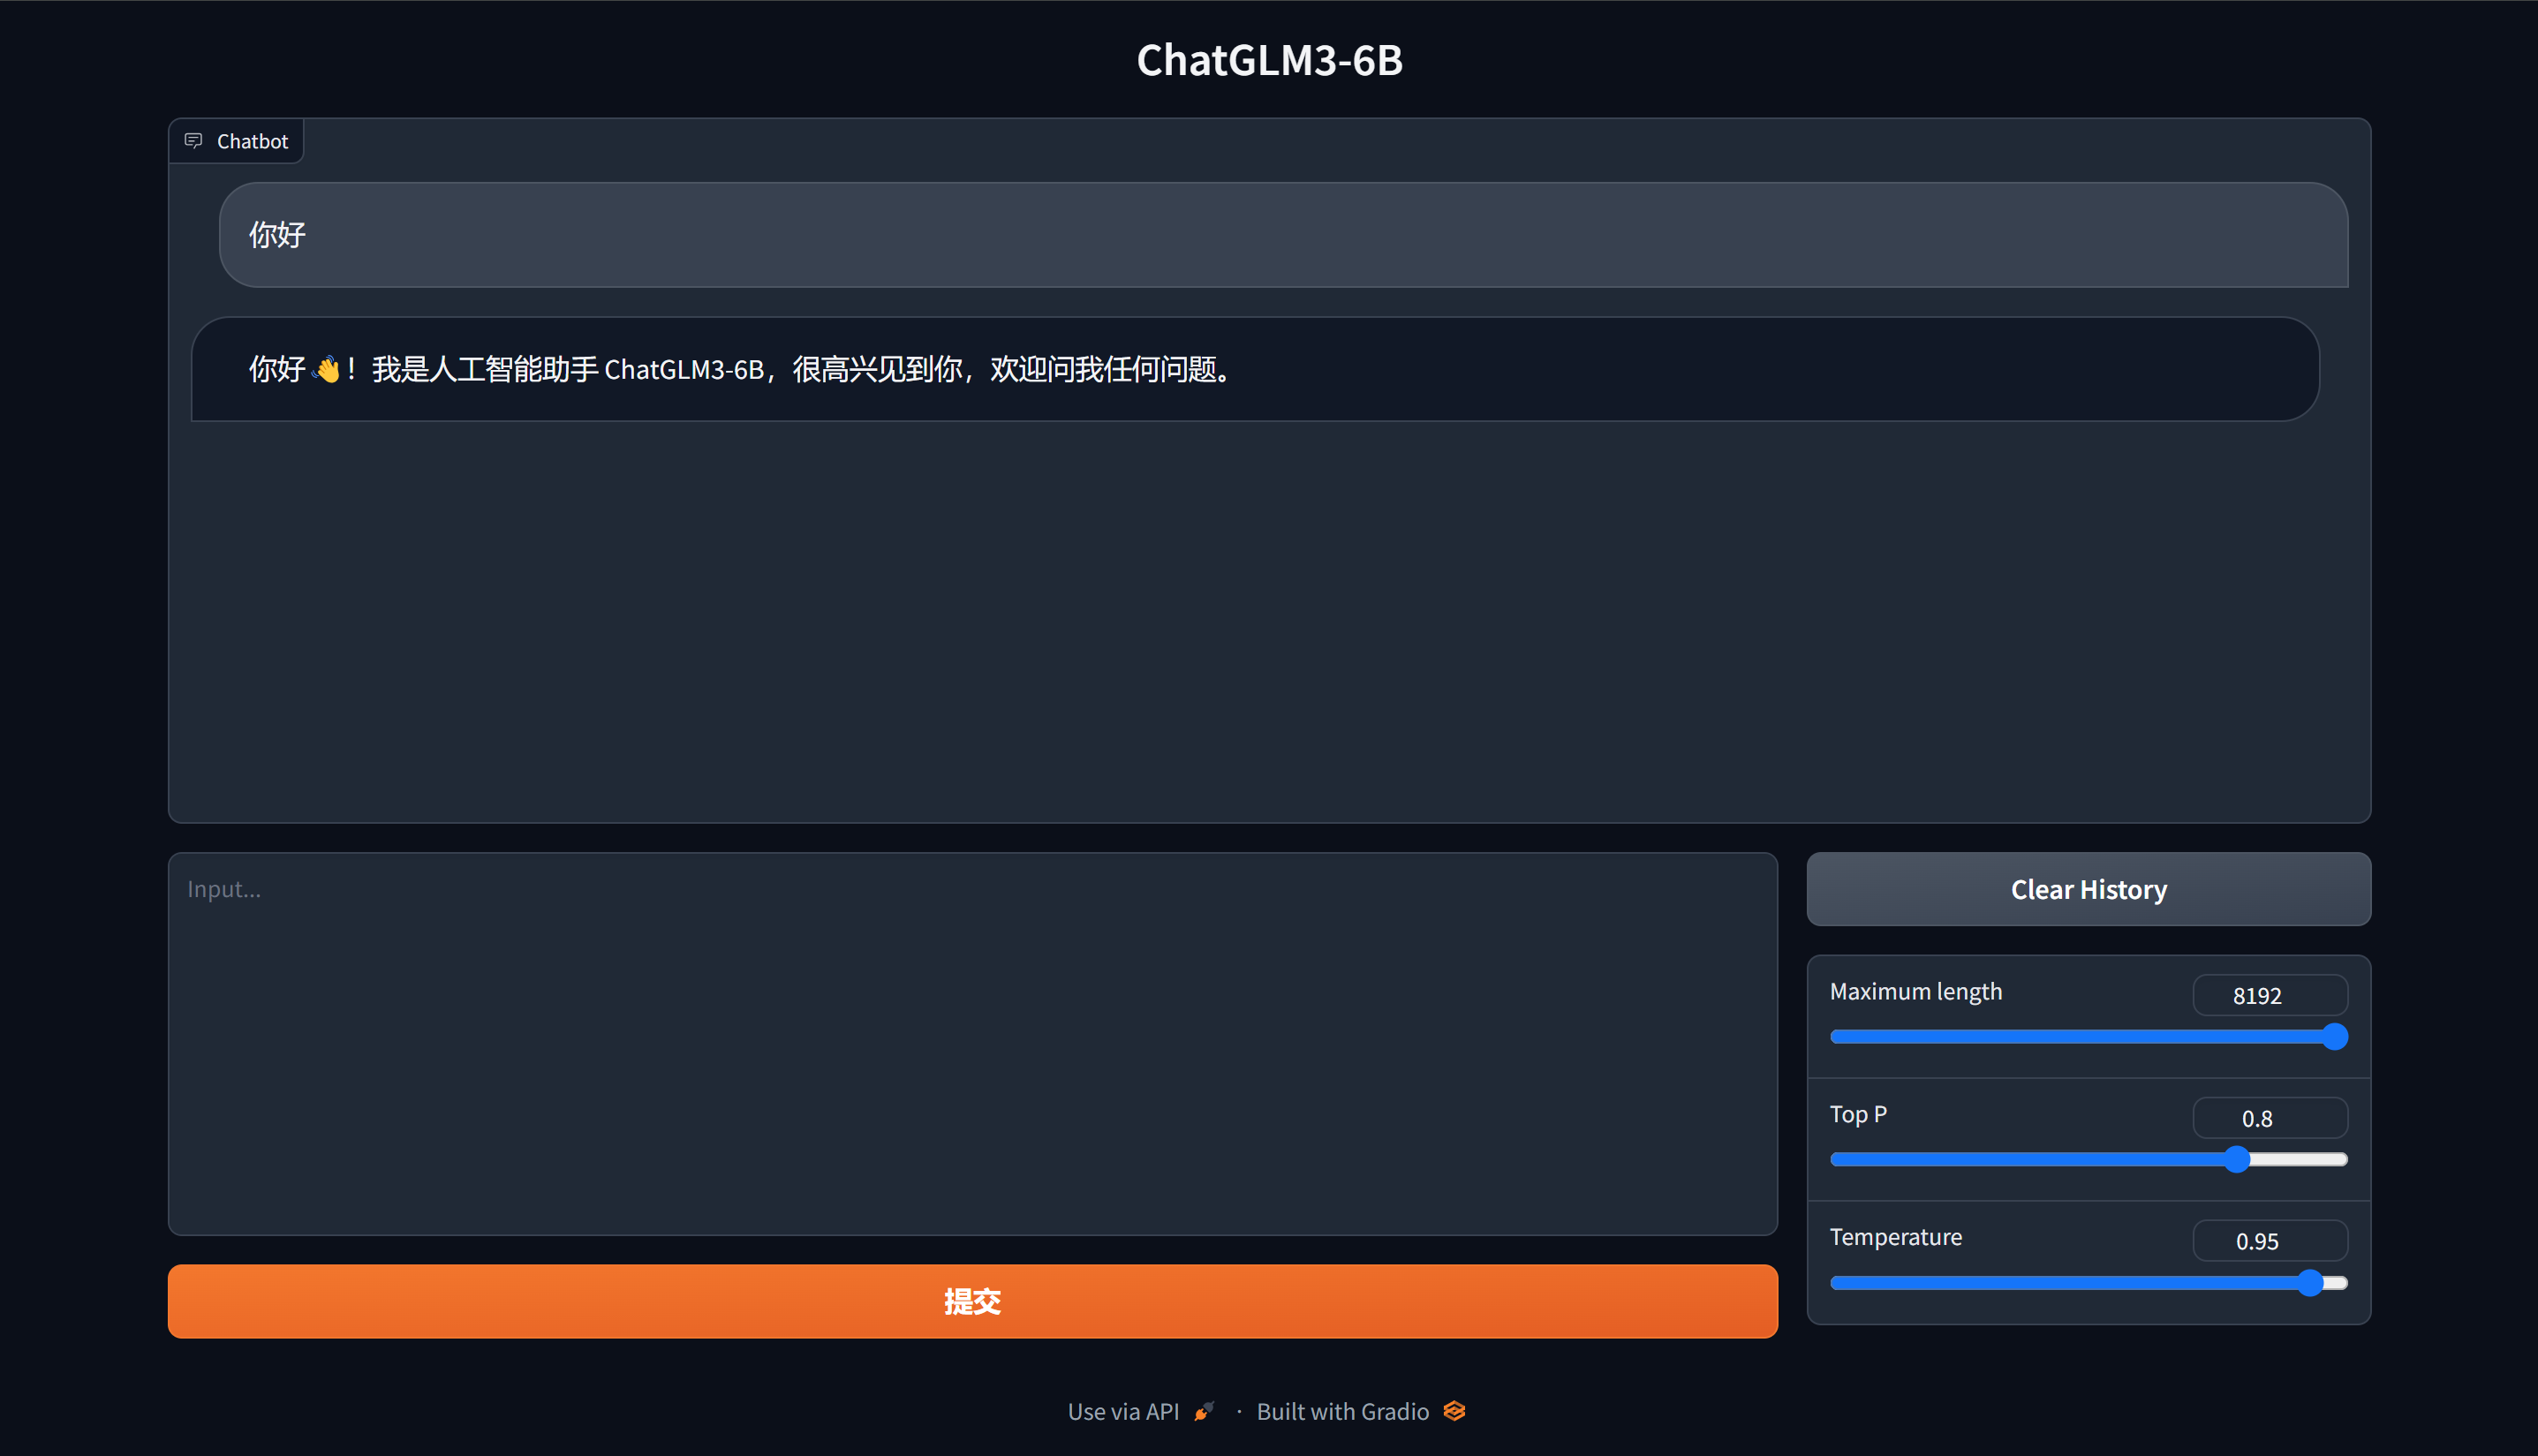 ChatGLM3-6B
Chatbot
你好
你好👋！我是人工智能助手 ChatGLM3-6B，很高兴见到你，欢迎问我任何问题。
Input...
Clear History
Maximum length 8192
Top P 0.8
Temperature 0.95
提交
Use via API · Built with Gradio